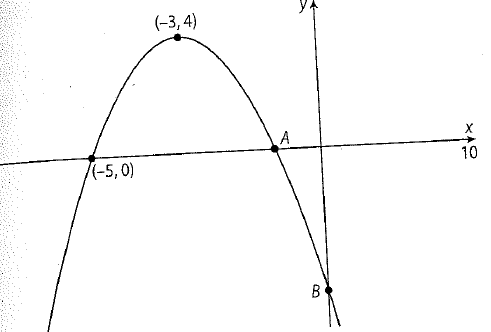 y
(–3, 4)
A
x
10
(–5, 0)
B